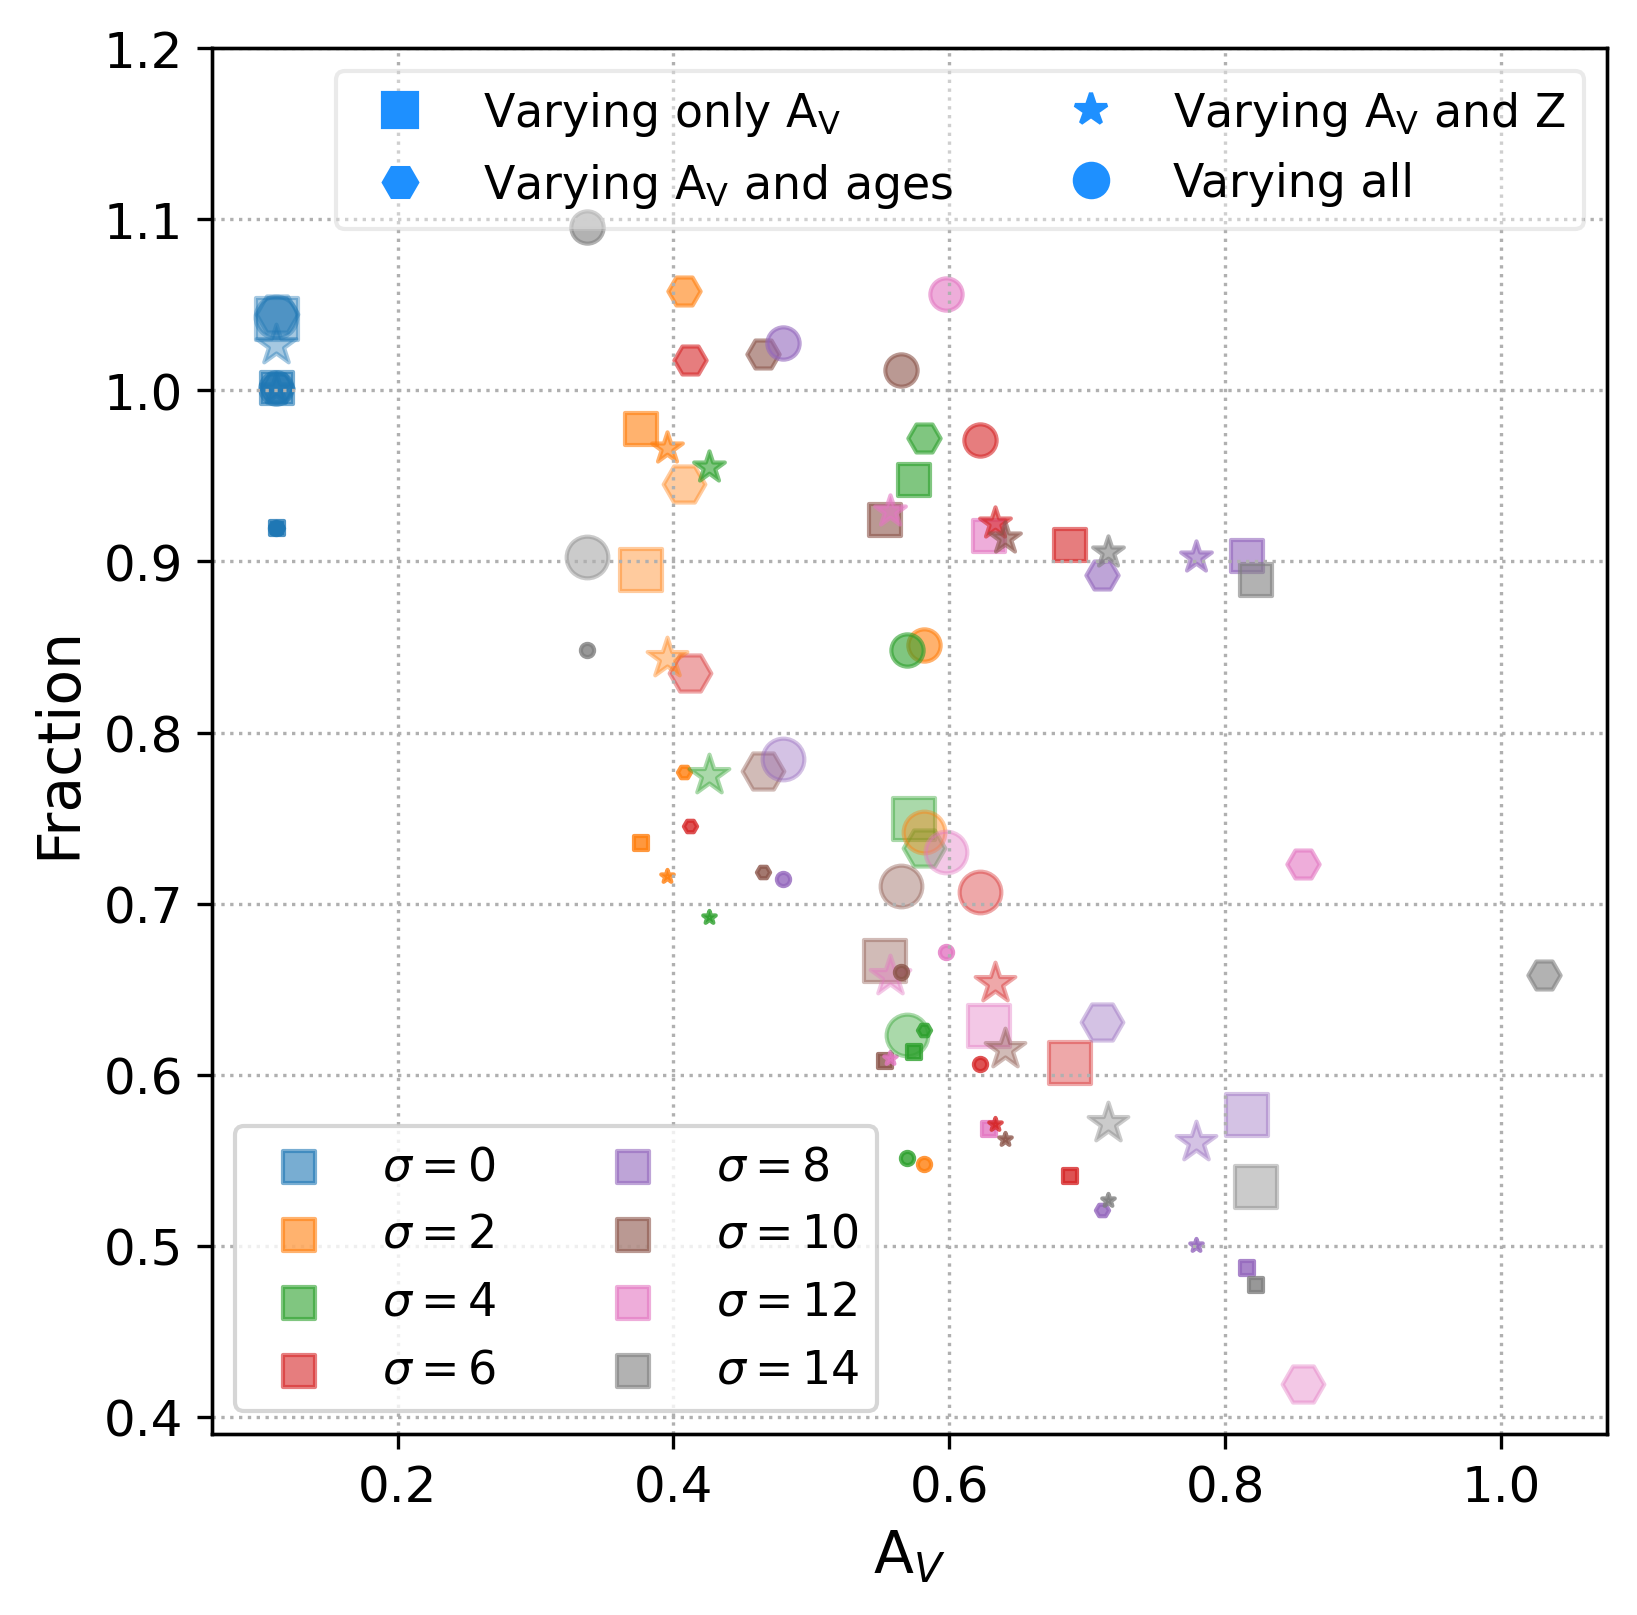 1.2
1.1
1.0
0.9
0.8
0.7
0.6
0.5
0.4
Fraction
Varying only A_V
Varying A_V and ages
Varying A_V and Z
Varying all
σ = 0
σ = 2
σ = 4
σ = 6
σ = 8
σ = 10
σ = 12
σ = 14
0.2 0.4 0.6 0.8 1.0
A_V